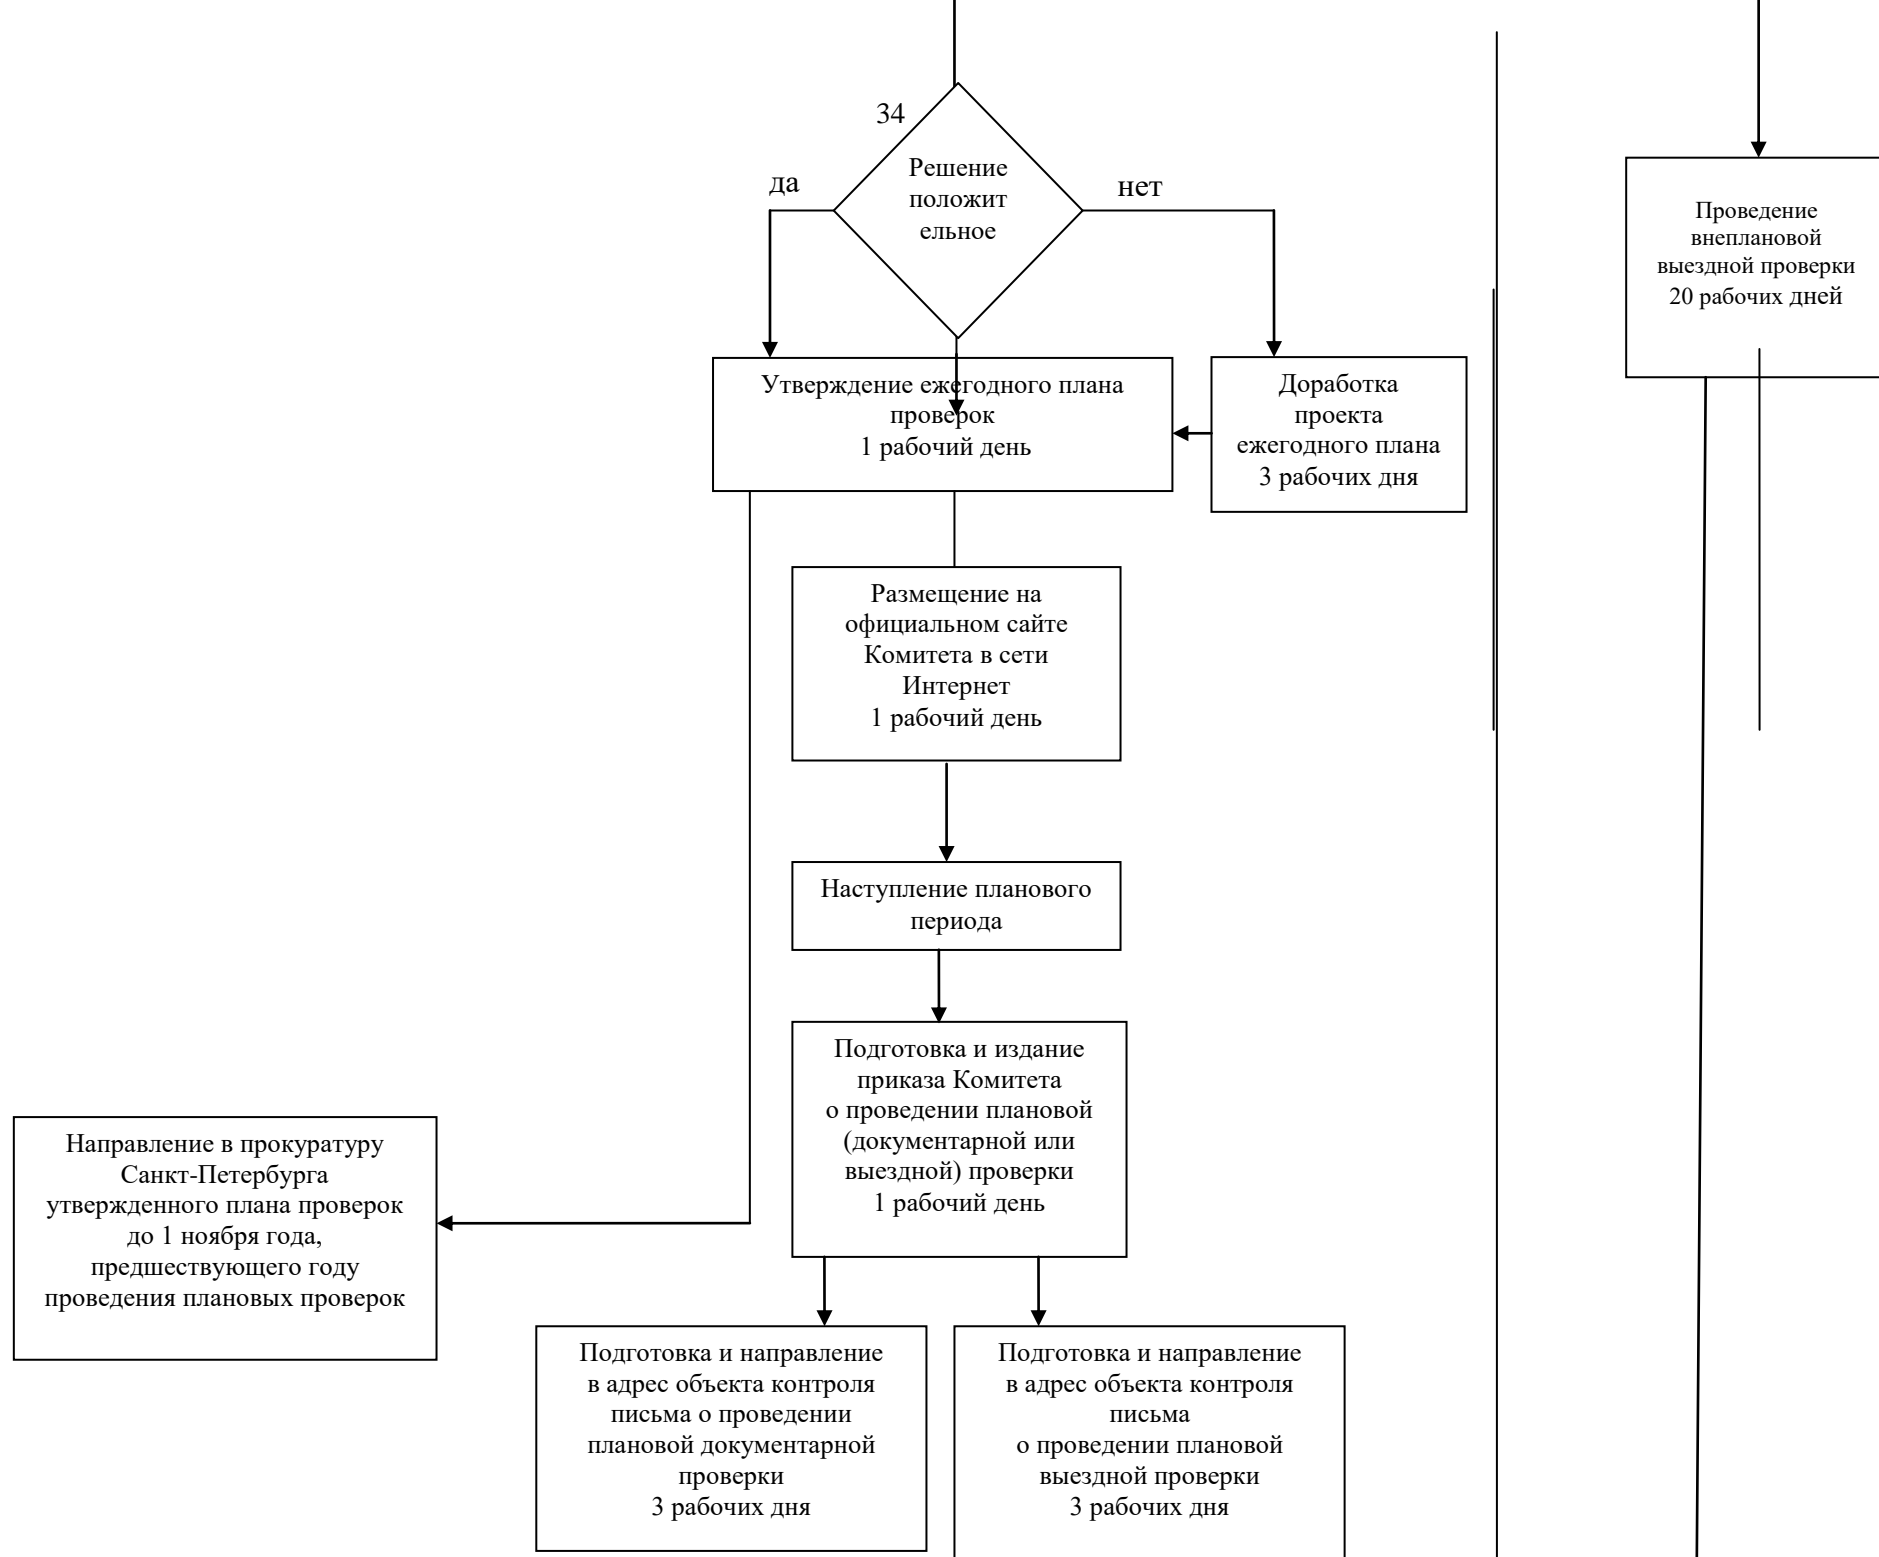 34
Решение
положит
ельное
да
нет
Проведение
внеплановой
выездной проверки
20 рабочих дней
Утверждение ежегодного плана
проверок
1 рабочий день
Доработка
проекта
ежегодного плана
3 рабочих дня
Размещение на
официальном сайте
Комитета в сети
Интернет
1 рабочий день
Наступление планового
периода
Подготовка и издание
приказа Комитета
о проведении плановой
(документарной или
выездной) проверки
1 рабочий день
Направление в прокуратуру
Санкт-Петербурга
утвержденного плана проверок
до 1 ноября года,
предшествующего году
проведения плановых проверок
Подготовка и направление
в адрес объекта контроля
письма о проведении
плановой документарной
проверки
3 рабочих дня
Подготовка и направление
в адрес объекта контроля
письма
о проведении плановой
выездной проверки
3 рабочих дня